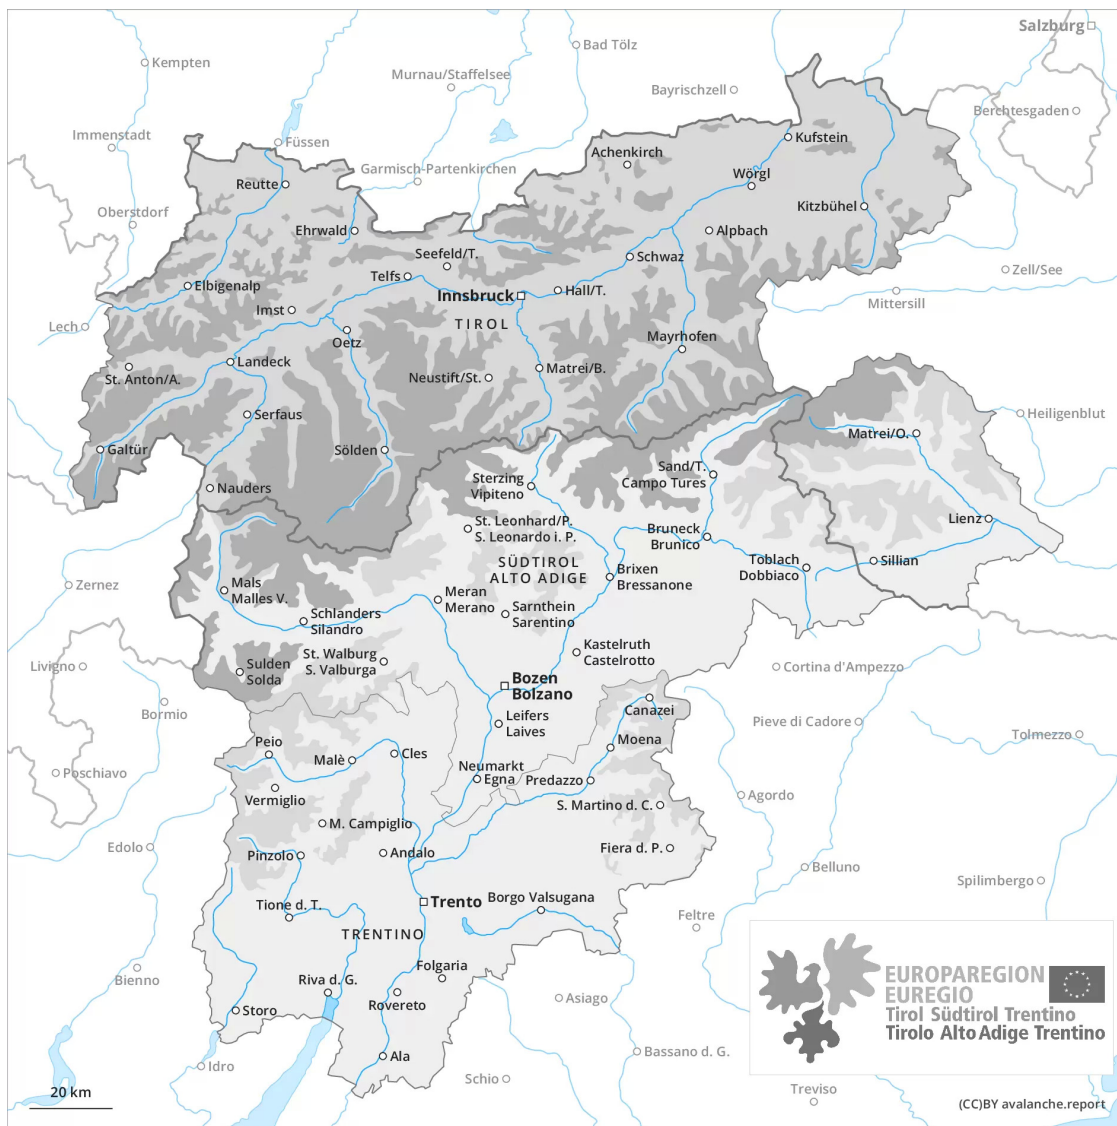 Salzburg
Bad Tölz
Kempten
Murnau/Staffelsee
Bayrischzell
Berchtesgaden
Immenstadt
Füssen
Kufstein
Achenkirch
Garmisch-Partenkirchen
Wörgl
Reutte
Kitzbühel
Oberstdorf
Ehrwald
Alpbach
Seefeld/T.
Schwaz
Telfs
Zell/See
Elbigenalp
Innsbruck
Hall/T.
Mittersill
Imst
TIROL
Lech
Oetz
Mayrhofen
Landeck
Matrei/B.
St. Anton/A.
Neustift/St.
Serfaus
Heiligenblut
Matrei/O.
Galtür
Sölden
Sand/T.
Campo Tures
Sterzing
Vipiteno
Nauders
St. Leonhard/P.
S. Leonardo i. P.
Lienz
Bruneck
Brunico
SÜDTIROL
ALTO ADIGE
Toblach
Dobbiaco
Sillian
Brixen
Bressanone
Zernez
Mals
Malles V.
Meran
Merano
Sarnthein
Sarentino
Schlanders
Silandro
Kastelruth
Castelrotto
St. Walburg
S. Valburga
Livigno
Sulden
Solda
Cortina d'Ampezzo
Bozen
Bolzano
Bormio
Canazei
Leifers
Laives
Pieve di Cadore
Tolmezzo
Peio
Moena
Malè
Cles
Poschiavo
Neumarkt
Egna
Predazzo
Vermiglio
S. Martino d. C.
Agordo
M. Campiglio
Edolo
Pinzolo
Andalo
Fiera d. P.
Belluno
Spilimbergo
Tione d. T.
Trento
Borgo Valsugana
Feltre
TRENTINO
Folgaria
Bienno
Riva d. G.
Rovereto
Asiago
Storo
EUROPAREGION
EUREGIO
Tirol Südtirol Trentino
Tirolo Alto Adige Trentino
Ala
Bassano d. G.
Idro
Schio
Treviso
20 km
(CC)BY avalanche.report